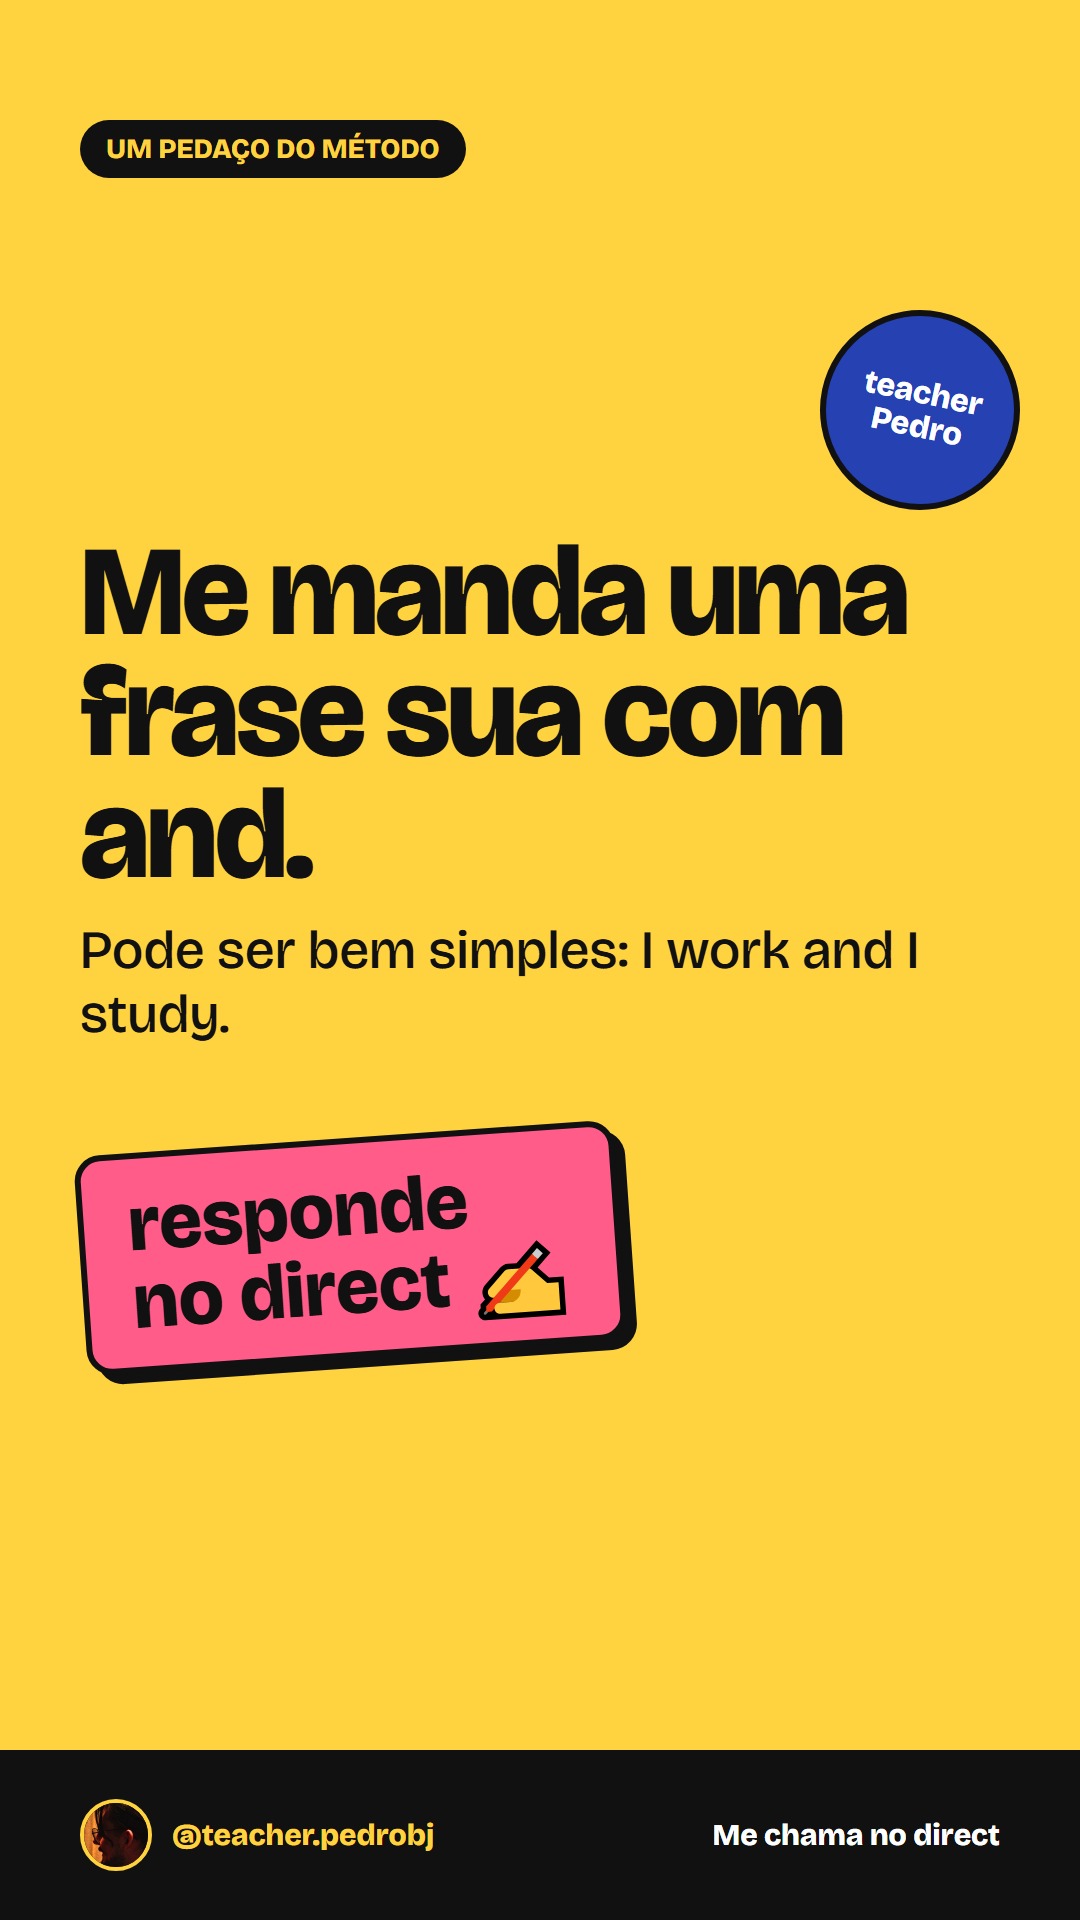 UM PEDAÇO DO MÉTODO
teacher
Pedro
Me manda uma
frase sua com
and.
Pode ser bem simples: I work and I
study.
responde
no direct ✍️
@teacher.pedrobj
Me chama no direct